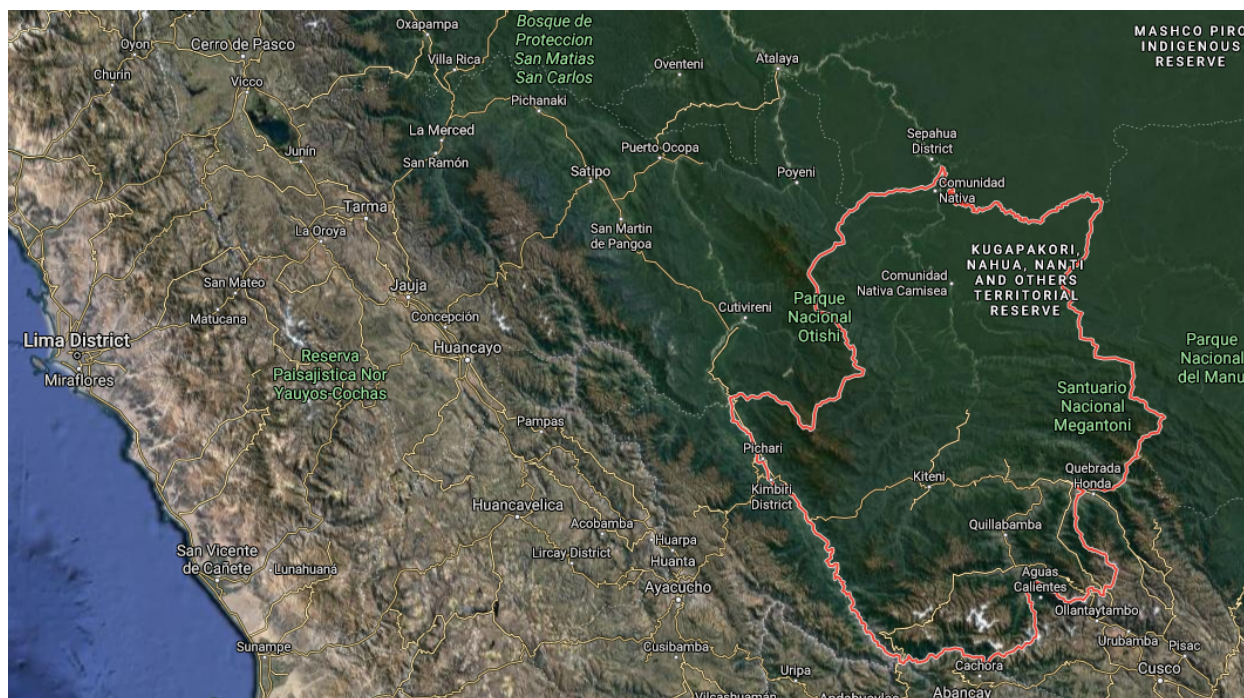 Oxapampa
Bosque de
Proteccion
San Matias
San Carlos
MASHCO PIRO
INDIGENOUS
RESERVE
Oyon
Cerro de Pasco
Villa Rica
Oventeni
Atalaya
Churin
Vicco
Pichanaki
La Merced
Sepahua
District
Junín
San Ramón
Puerto Ocopa
Satipo
Poyeni
Comunidad
Nativa
Tarma
San Martin
de Pangoa
La Oroya
KUGAPAKORI,
NAHUA, NANTI
AND OTHERS
TERRITORIAL
RESERVE
San Mateo
Jauja
Comunidad
Nativa Camisea
Matucana
Concepción
Cutivireni
Parque
Nacional
Otishi
Lima District
Miraflores
Huancayo
Reserva
Paisajistica Nor
Yauyos-Cochas
Parque
Nacional
del Manu
Santuario
Nacional
Megantoni
Pampas
Pichari
Kimbiri
District
Kiteni
Quebrada
Honda
Huancavelica
Acobamba
Quillabamba
Lircay District
Huarpa
Huanta
San Vicente
de Cañete
Lunahuaná
Ayacucho
Aguas
Calientes
Ollantaytambo
Urubamba
Pisac
Sunampe
Cusibamba
Uripa
Cachora
Cusco
Vilcashuamán
Andahuaylas
Abancay